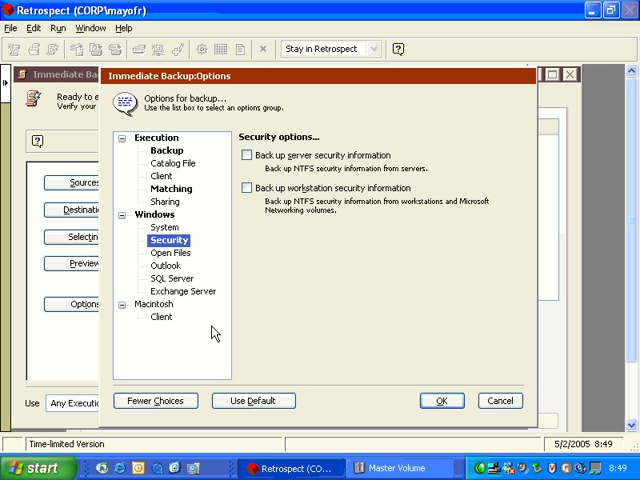 Retrospect (CORP\mayofr)
File Edit Run Window Help
Stay in Retrospect
Immediate Ba
Ready to e
Verify your
Sources
Destinatio
Selectin
Preview
Options
Use Any Executio
Immediate Backup:Options
Options for backup...
Use the list box to select an options group.
Execution
Backup
Catalog File
Client
Matching
Sharing
Windows
System
Security
Open Files
Outlook
SQL Server
Exchange Server
Macintosh
Client
Security options...
Back up server security information
Back up NTFS security information from servers.
Back up workstation security information
Back up NTFS security information from workstations and Microsoft
Networking volumes.
Fewer Choices
Use Default
OK
Cancel
Time-limited Version
5/2/2005 8:49
start
Retrospect (CO...
Master Volume
8:49